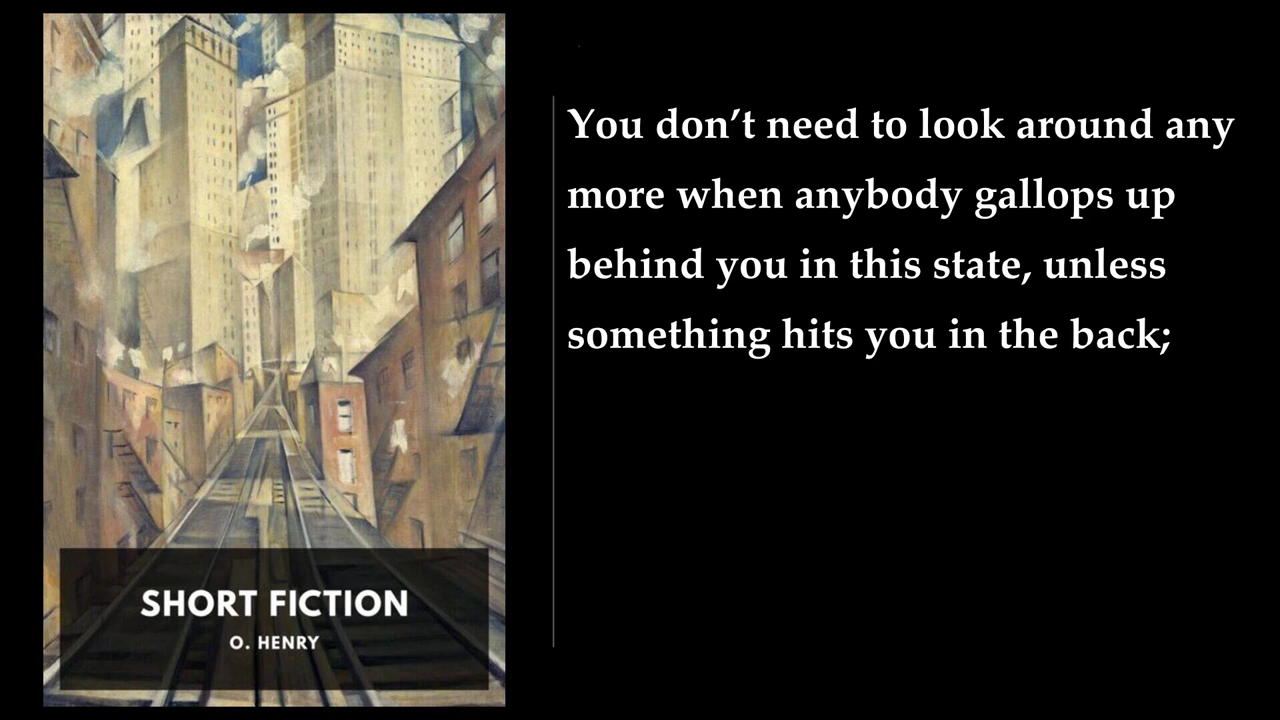 You don’t need to look around any
more when anybody gallops up
behind you in this state, unless
something hits you in the back;
SHORT FICTION
O. HENRY